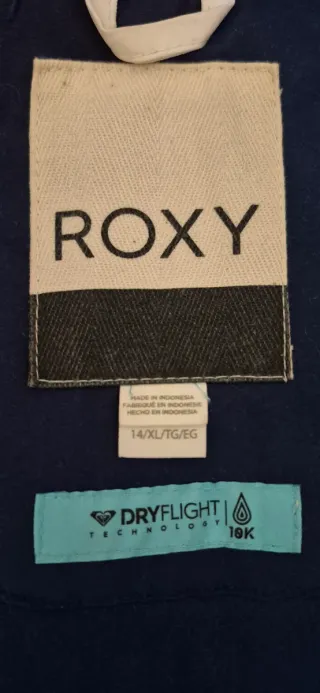 ROXY
MADE IN INDONESIA
FABRIQUÉ EN INDONÉSIE
HECHO EN INDONESIA
14/XL/TG/EG
DRYFLIGHT
TECHNOLOGY
10K